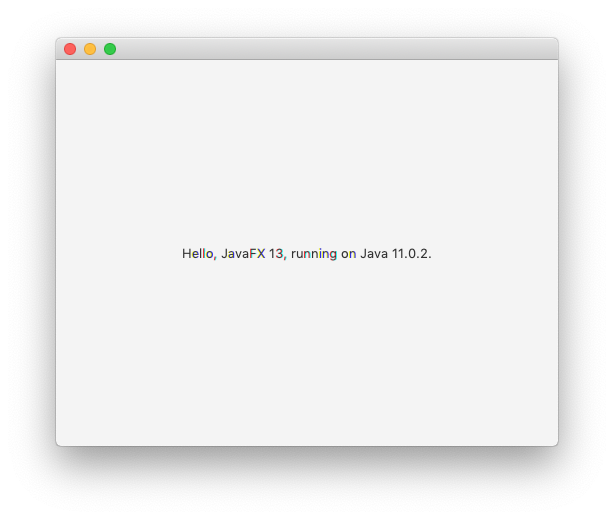 Hello, JavaFX 13, running on Java 11.0.2.